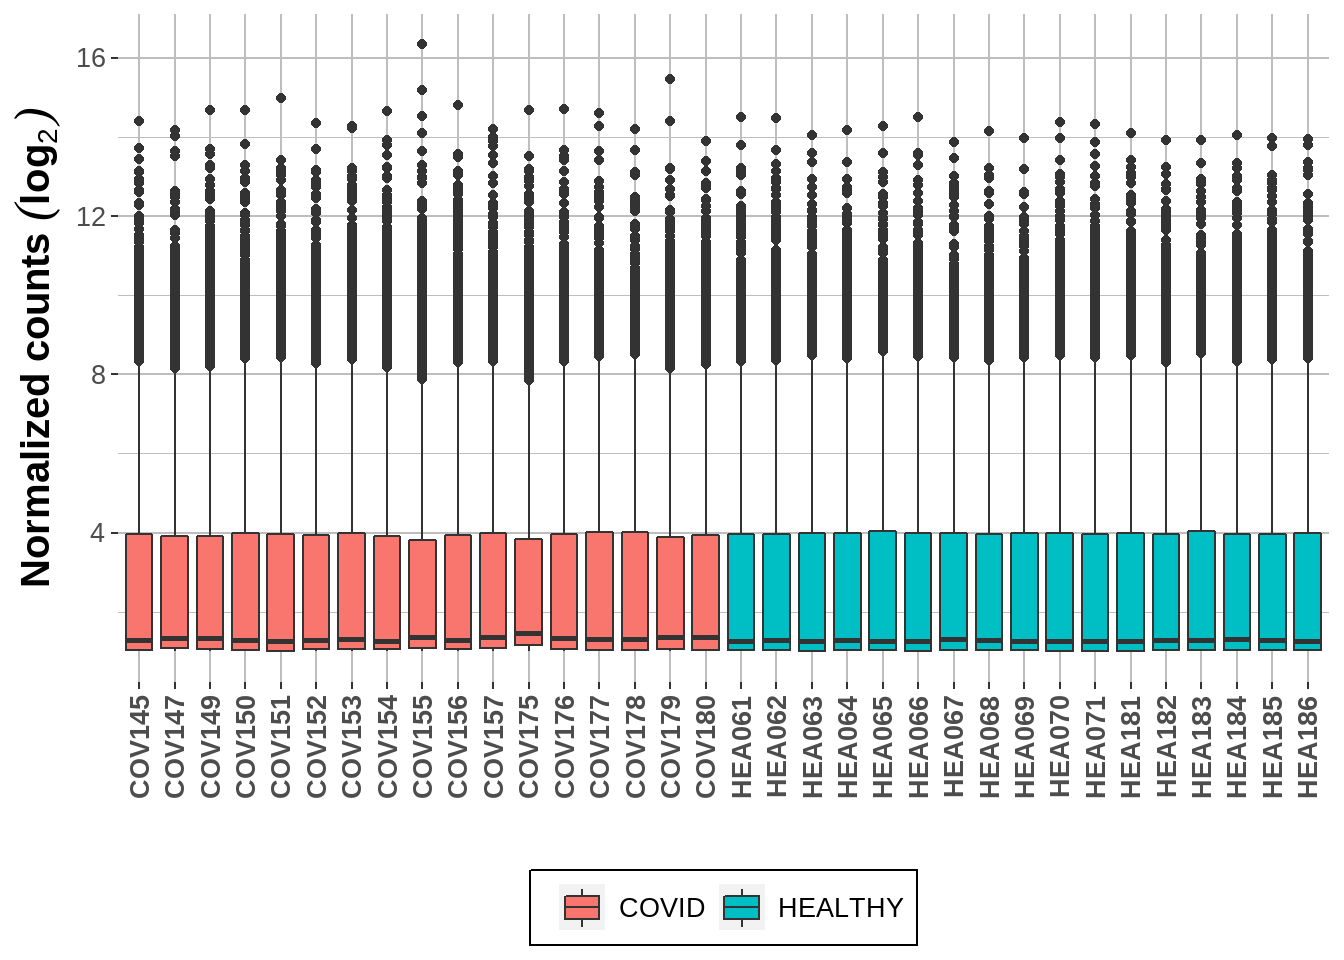 Normalized counts (log2)
16
12
8
4
COV145
COV147
COV149
COV150
COV151
COV152
COV153
COV154
COV155
COV156
COV157
COV175
COV176
COV177
COV178
COV179
COV180
HEA061
HEA062
HEA063
HEA064
HEA065
HEA066
HEA067
HEA068
HEA069
HEA070
HEA071
HEA181
HEA182
HEA183
HEA184
HEA185
HEA186
COVID
HEALTHY